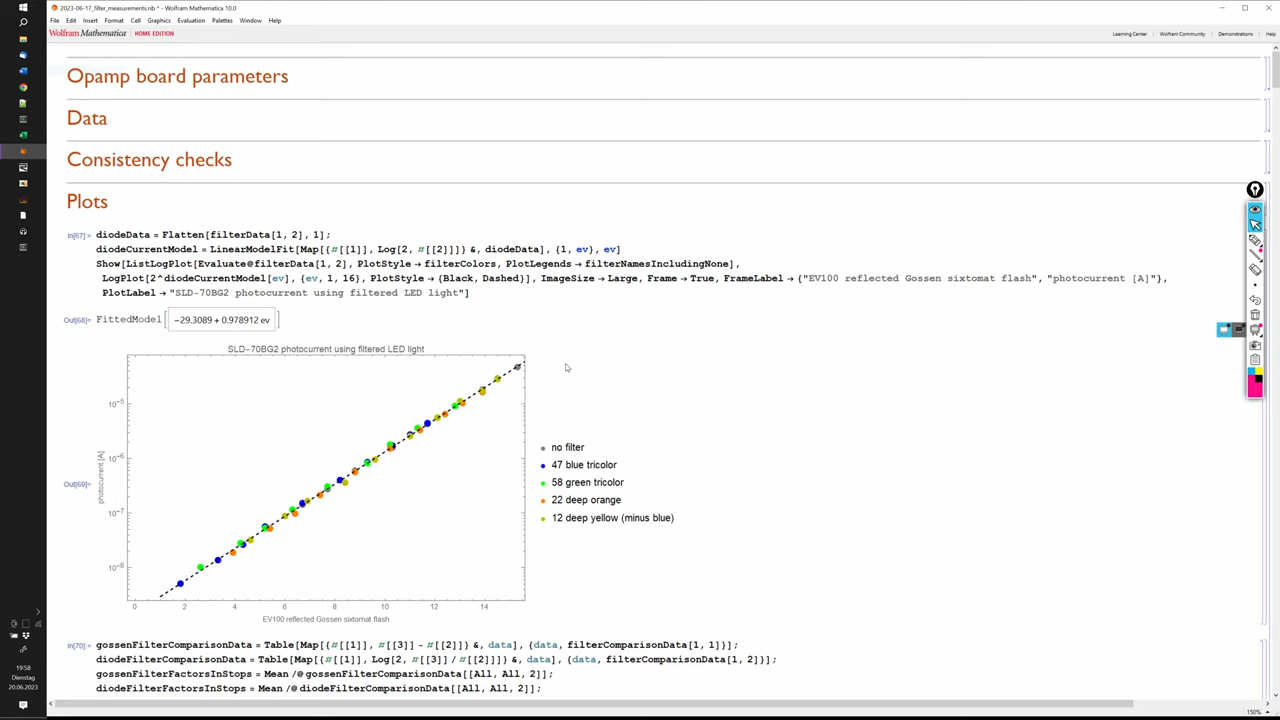 2023-06-17_filter_measurements.nb * - Wolfram Mathematica 10.0
File Edit Insert Format Cell Graphics Evaluation Palettes Window Help
Wolfram Mathematica | HOME EDITION
Learning Center | Wolfram Community | Demonstrations | Help
Opamp board parameters
Data
Consistency checks
Plots
In[67]:= diodeData = Flatten[filterData[1, 2], 1];
diodeCurrentModel = LinearModelFit[Map[{#[[1]], Log[2, #[[2]]]} &, diodeData], {1, ev}, ev]
Show[ListLogPlot[Evaluate@filterData[1, 2], PlotStyle → filterColors, PlotLegends → filterNamesIncludingNone],
LogPlot[2^diodeCurrentModel[ev], {ev, 1, 16}, PlotStyle → {Black, Dashed}], ImageSize → Large, Frame → True, FrameLabel → {"EV100 reflected Gossen sixtomat flash", "photocurrent [A]"},
PlotLabel → "SLD-70BG2 photocurrent using filtered LED light"]
Out[68]= FittedModel[ -29.3089 + 0.978912 ev ]
SLD-70BG2 photocurrent using filtered LED light
10^-5
10^-6
10^-7
10^-8
photocurrent [A]
Out[69]=
0 2 4 6 8 10 12 14
EV100 reflected Gossen sixtomat flash
no filter
47 blue tricolor
58 green tricolor
22 deep orange
12 deep yellow (minus blue)
In[70]:= gossenFilterComparisonData = Table[Map[{#[[1]], #[[3]] - #[[2]]} &, data], {data, filterComparisonData[1, 1]}];
diodeFilterComparisonData = Table[Map[{#[[1]], Log[2, #[[3]] / #[[2]]]} &, data], {data, filterComparisonData[1, 2]}];
gossenFilterFactorsInStops = Mean /@ gossenFilterComparisonData[[All, All, 2]];
diodeFilterFactorsInStops = Mean /@ diodeFilterComparisonData[[All, All, 2]];
19:58
Dienstag
20.06.2023
150%